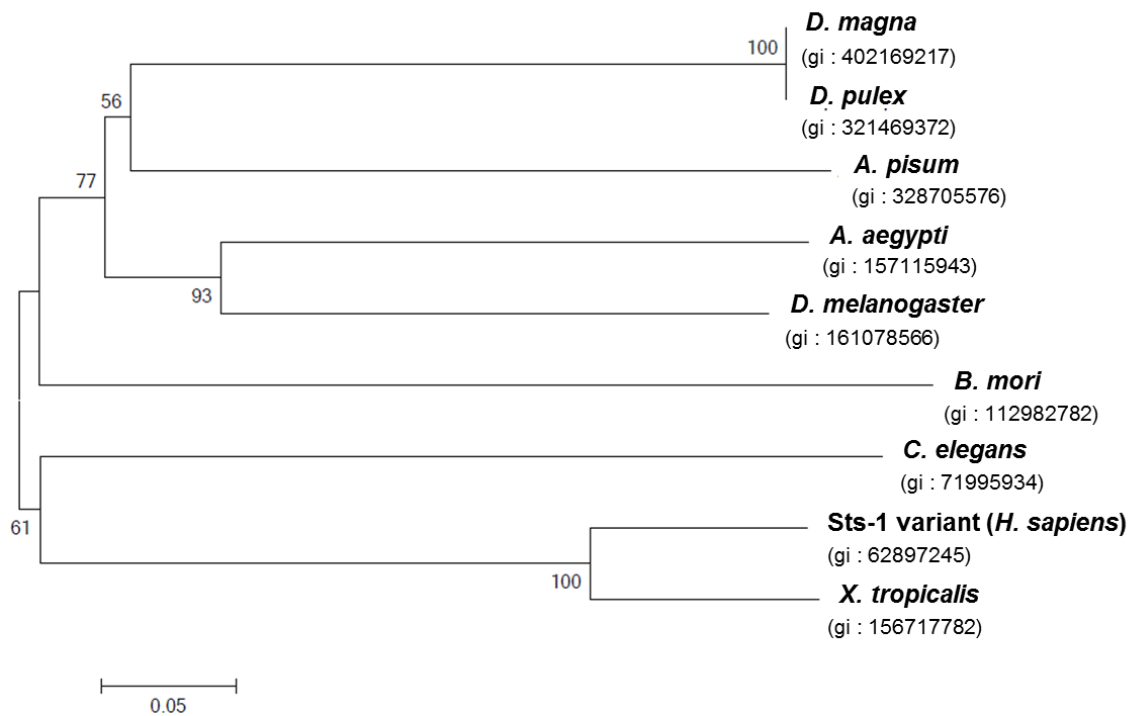 D. magna
100
(gi : 402169217)
56
D. pulex
(gi : 321469372)
A. pisum
77
(gi : 328705576)
A. aegypti
(gi : 157115943)
93
D. melanogaster
(gi : 161078566)
B. mori
(gi : 112982782)
C. elegans
(gi : 71995934)
61
Sts-1 variant (H. sapiens)
(gi : 62897245)
100
X. tropicalis
(gi : 156717782)
0.05